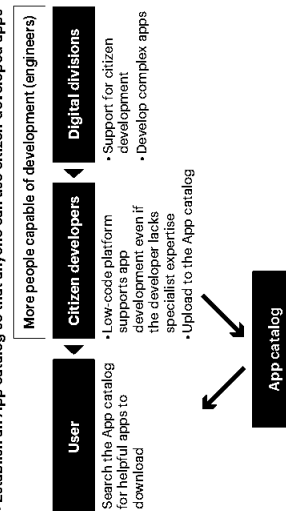 • Establish an App catalog so that anyone can use citizen-developed apps
More people capable of development (engineers)
User
Search the App catalog
for helpful apps to
download
Citizen developers
• Low-code platform
supports app
development even if
the developer lacks
specialist expertise
• Upload to the App catalog
Digital divisions
• Support for citizen
development
• Develop complex apps
App catalog